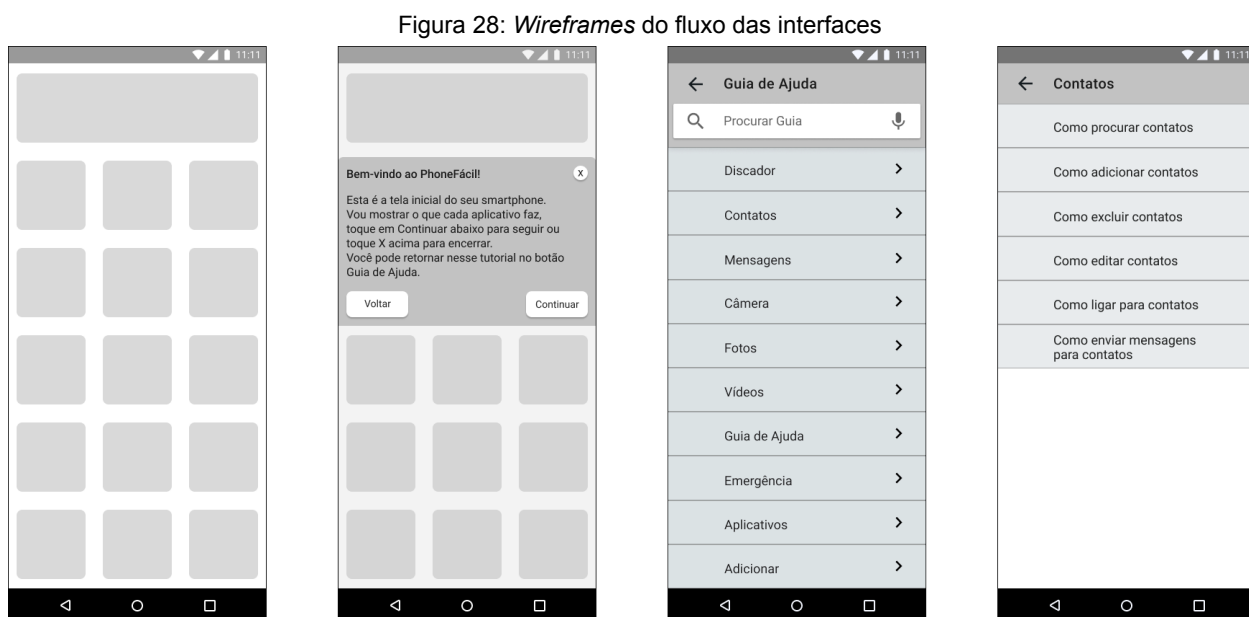 Figura 28: Wireframes do fluxo das interfaces
11:11
11:11
Bem-vindo ao PhoneFácil!
X
Esta é a tela inicial do seu smartphone.
Vou mostrar o que cada aplicativo faz,
toque em Continuar abaixo para seguir ou
toque X acima para encerrar.
Você pode retornar nesse tutorial no botão
Guia de Ajuda.
Voltar
Continuar
11:11
Guia de Ajuda
Procurar Guia
Discador
Contatos
Mensagens
Câmera
Fotos
Vídeos
Guia de Ajuda
Emergência
Aplicativos
Adicionar
11:11
Contatos
Como procurar contatos
Como adicionar contatos
Como excluir contatos
Como editar contatos
Como ligar para contatos
Como enviar mensagens
para contatos